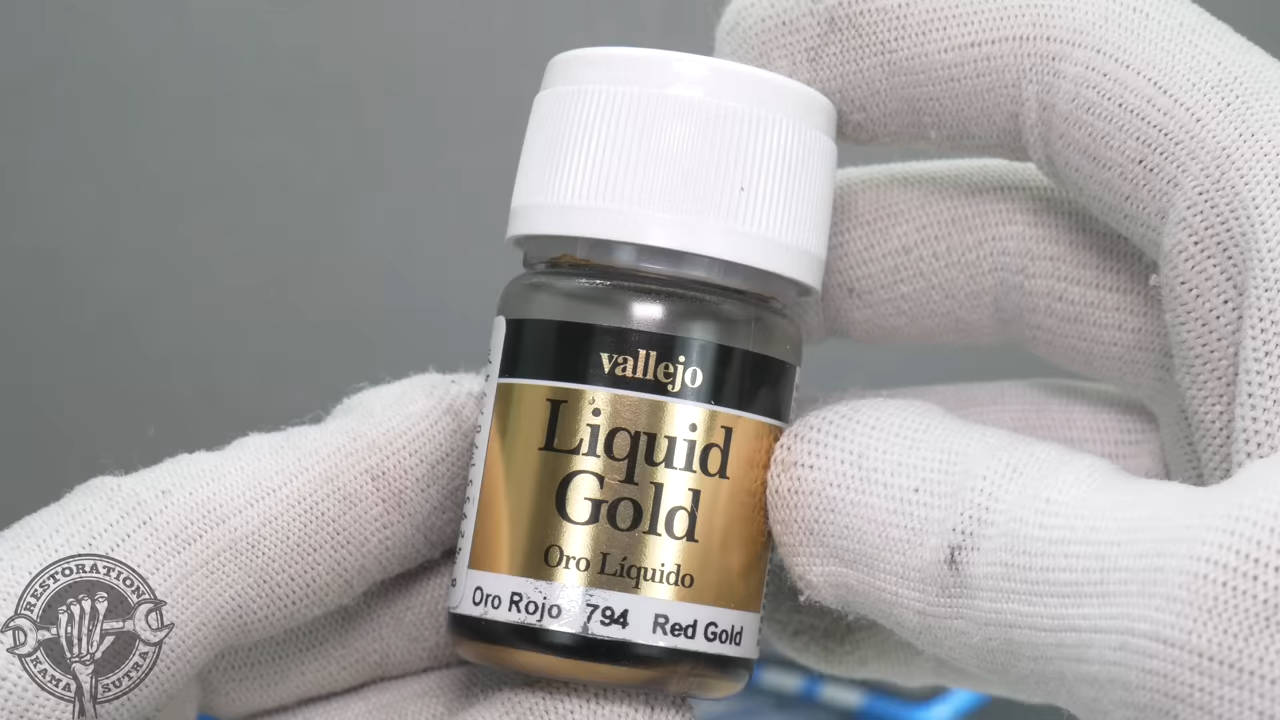 vallejo
Liquid
Gold
Oro Líquido
Oro Rojo 794 Red Gold
RESTORATION
KAMA SUTRA